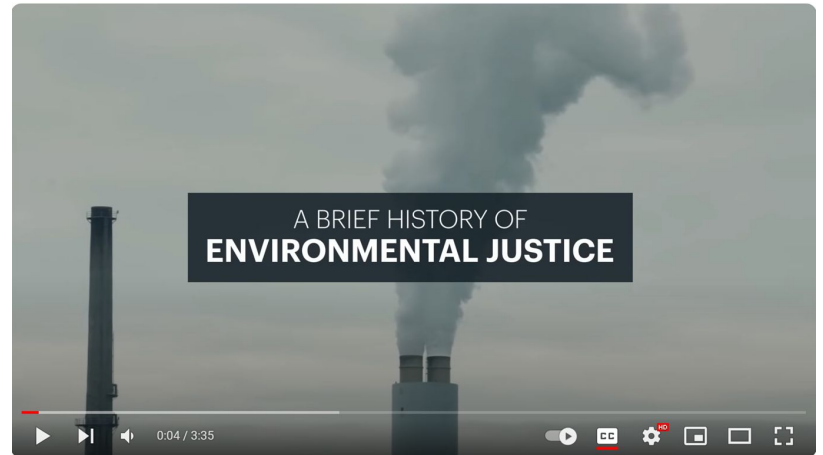 A BRIEF HISTORY OF
ENVIRONMENTAL JUSTICE
0:04 / 3:35
CC
HD